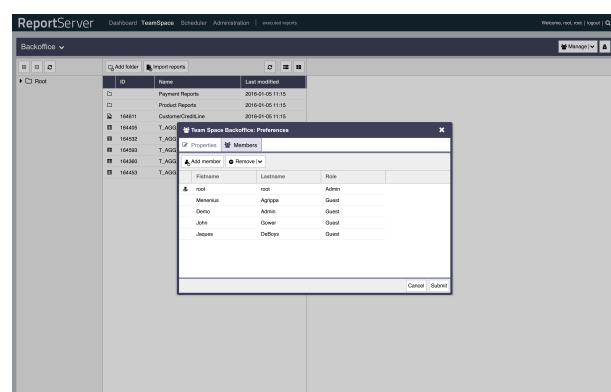 ReportServer Dashboard TeamSpace Scheduler Administration | executed reports Welcome, root, root | logout |
Backoffice Manage
Add folder Import reports
Root
ID Name Last modified
Payment Reports 2016-01-05 11:15
Product Reports 2016-01-05 11:15
164611 CustomerCreditLine 2016-01-05 11:15
164405 T_AGG
164532 T_AGG
164593 T_AGG
164360 T_AGG
164453 T_AGG
Team Space Backoffice: Preferences
Properties Members
Add member Remove
Fistname Lastname Role
root root Admin
Menenius Agrippa Guest
Demo Admin Guest
John Gower Guest
Jaques DeBoys Guest
Cancel Submit